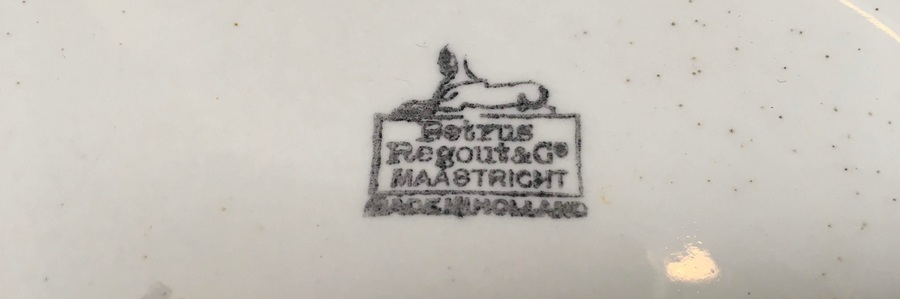 Petrus
Regout & Co
MAASTRICHT
MADE IN HOLLAND